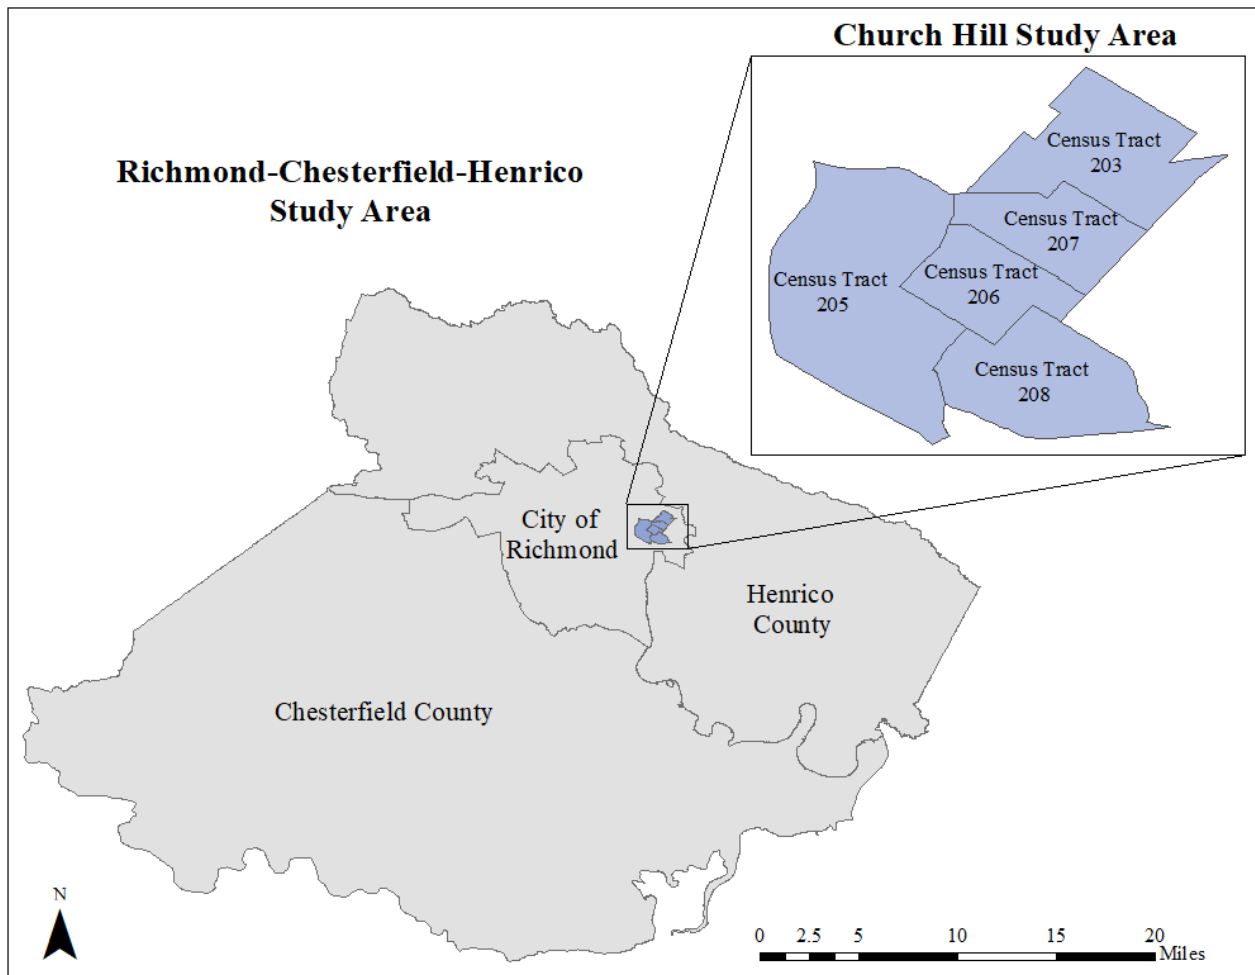 Church Hill Study Area
Richmond-Chesterfield-Henrico
Study Area
Census Tract
203
Census Tract
207
Census Tract
205
Census Tract
206
Census Tract
208
City of
Richmond
Henrico
County
Chesterfield County
N
0 2.5 5 10 15 20
Miles